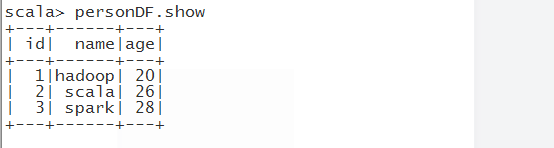 scala> personDF.show
+---+------+---+
| id|  name|age|
+---+------+---+
|  1|hadoop| 20|
|  2| scala| 26|
|  3| spark| 28|
+---+------+---+